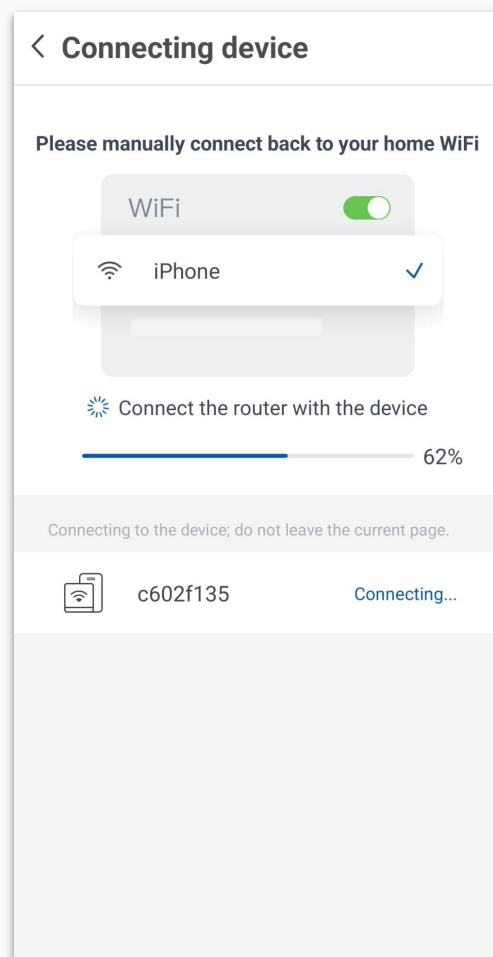 Connecting device
Please manually connect back to your home WiFi
WiFi
iPhone
Connect the router with the device
62%
Connecting to the device; do not leave the current page.
c602f135 Connecting...